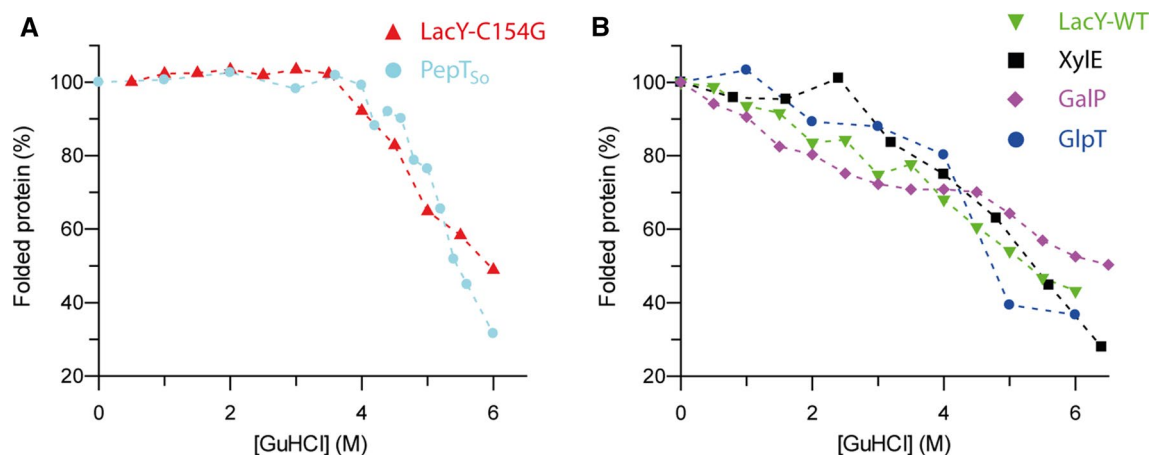 A
LacY-C154G
PepTSo
Folded protein (%)
100
80
60
40
20
0
2
4
6
[GuHCl] (M)
B
LacY-WT
XylE
GalP
GlpT
Folded protein (%)
100
80
60
40
20
0
2
4
6
[GuHCl] (M)